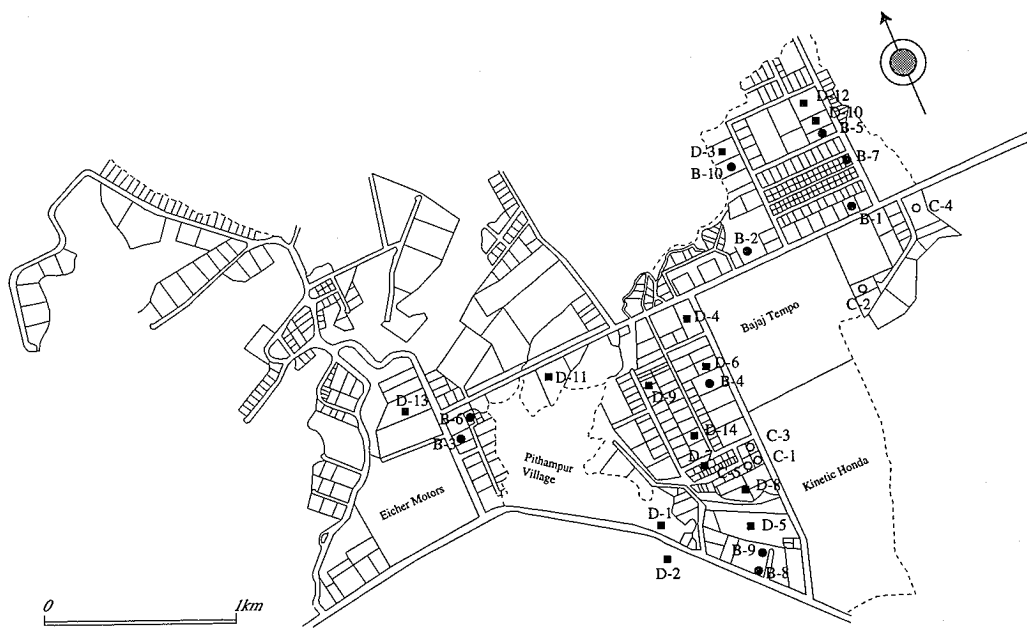 D-12
D-10
B-5
D-3
B-10
B-7
B-1
C-4
B-2
C-2
D-4
Bajaj Tempo
D-6
B-4
D-11
D-9
D-13
B-6
B-3
D-14
C-3
D-7
C-1
C-5
Pithampur
Village
Kinetic Honda
D-8
Eicher Motors
D-1
D-5
B-9
D-2
B-8
0 1km